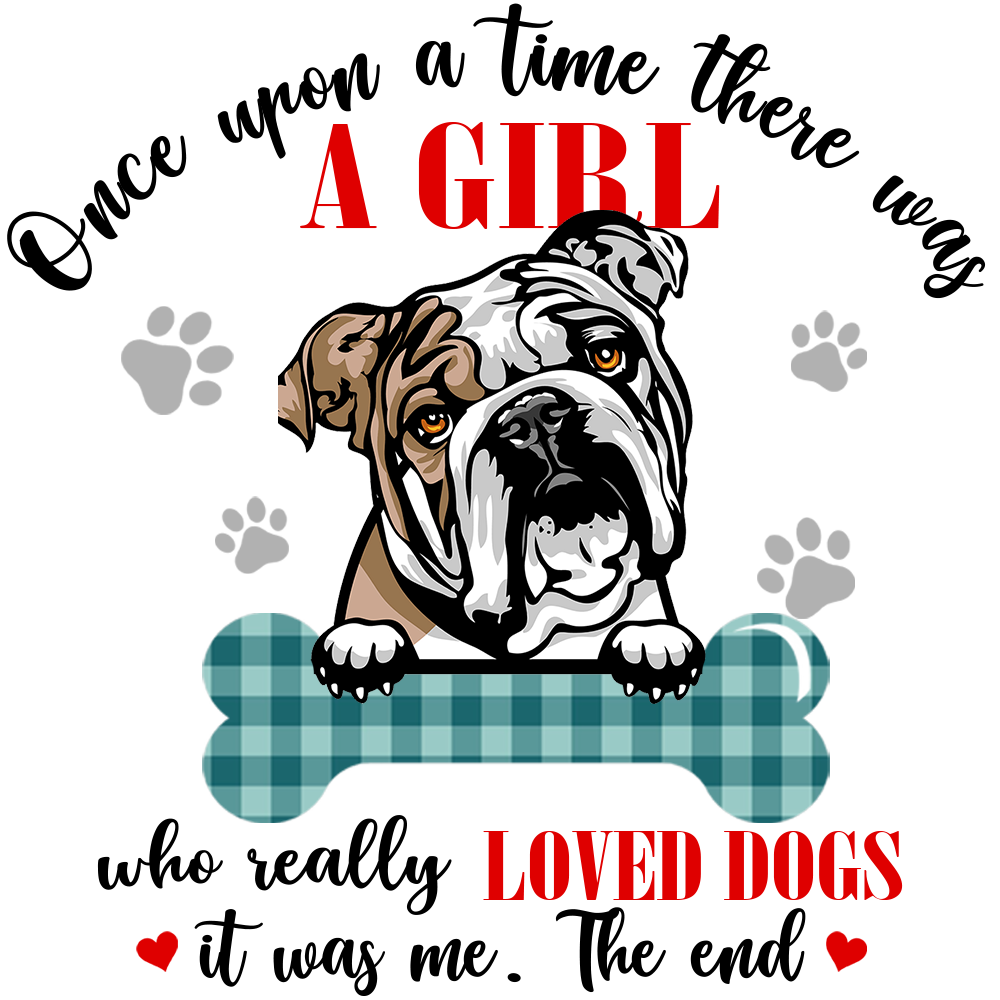 Once upon a time there was
A GIRL
who really LOVED DOGS
it was me. The end